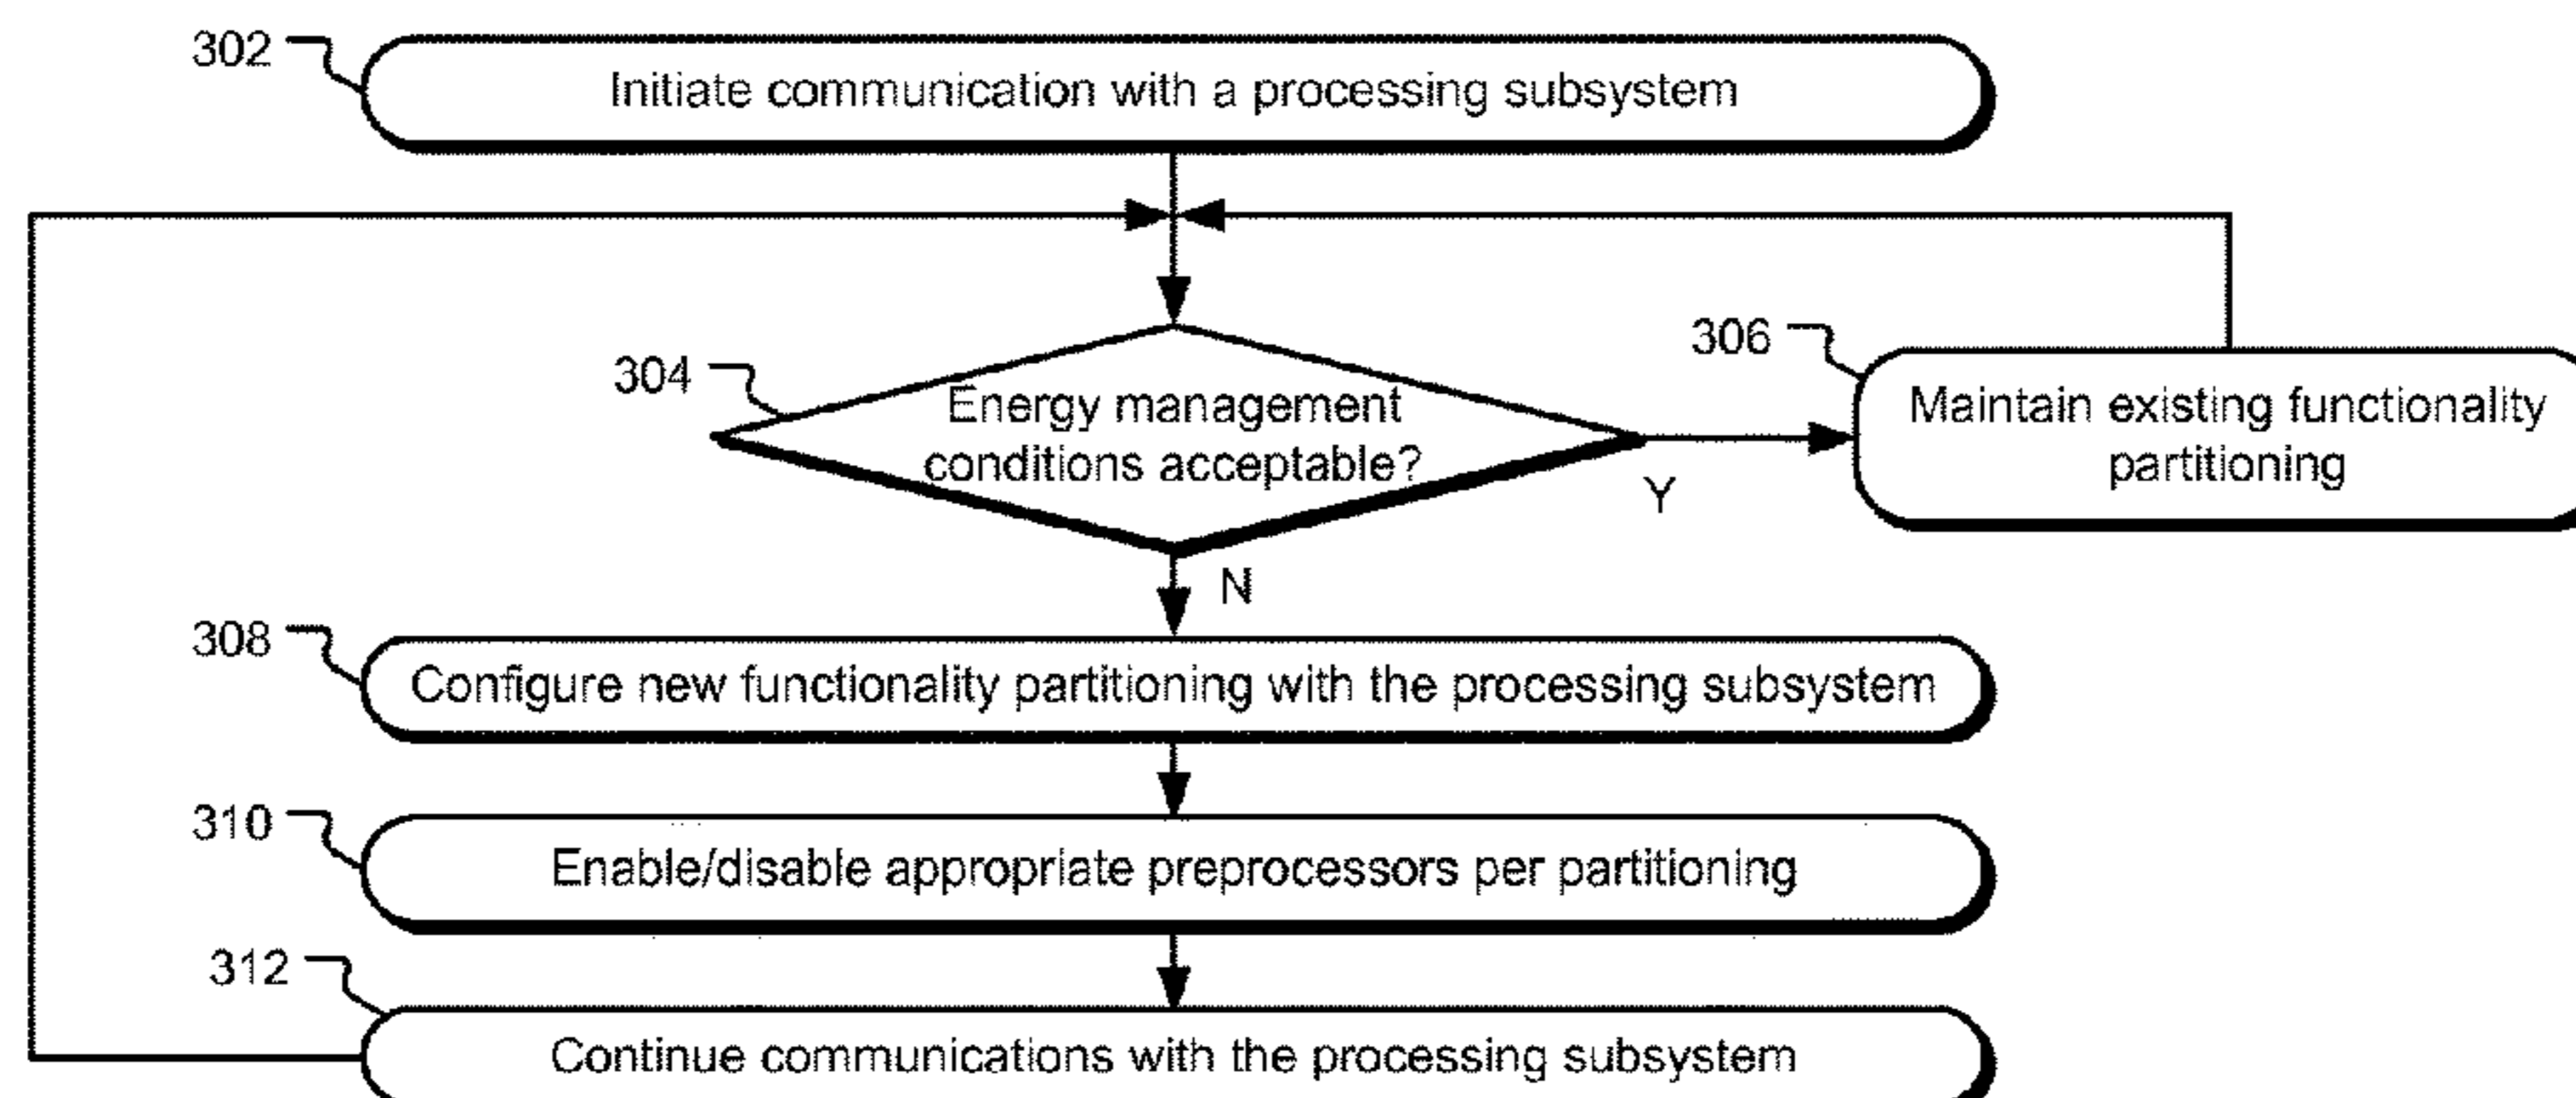 302
Initiate communication with a processing subsystem
304
Energy management
conditions acceptable?
Y
306
Maintain existing functionality
partitioning
N
308
Configure new functionality partitioning with the processing subsystem
310
Enable/disable appropriate preprocessors per partitioning
312
Continue communications with the processing subsystem